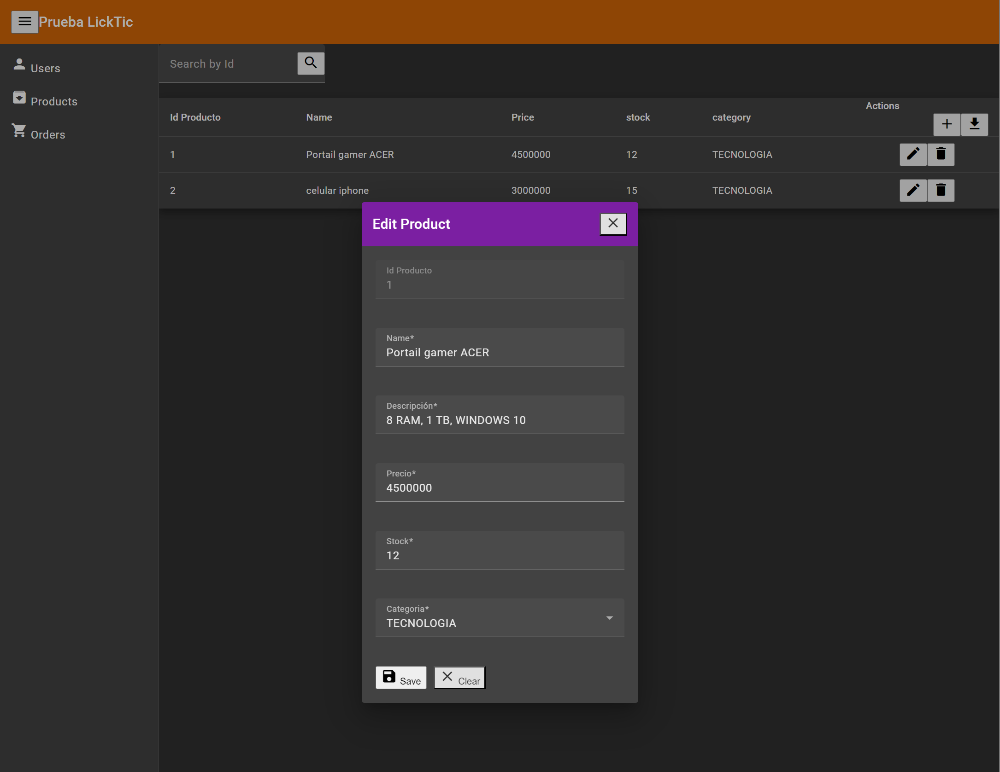 Prueba LickTic
Users
Products
Orders
Search by Id
Id Producto Name Price stock category Actions
1 Portail gamer ACER 4500000 12 TECNOLOGIA
2 celular iphone 3000000 15 TECNOLOGIA
Edit Product
Id Producto
1
Name*
Portail gamer ACER
Descripción*
8 RAM, 1 TB, WINDOWS 10
Precio*
4500000
Stock*
12
Categoria*
TECNOLOGIA
Save Clear